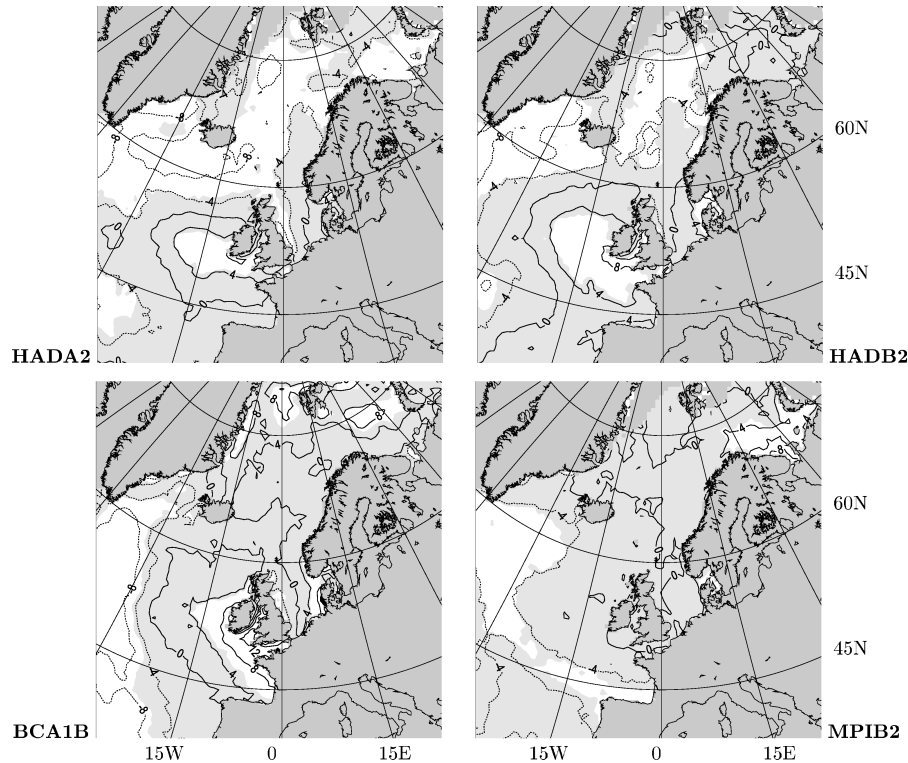 60N
45N
HADA2
HADB2
60N
45N
BCA1B
MPIB2
15W 0 15E 15W 0 15E